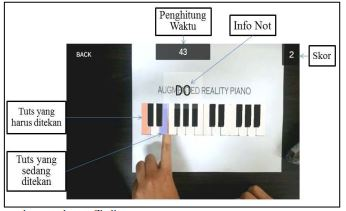 Penghitung
Waktu
Info Not
BACK
43
2
Skor
AUGMENTED REALITY PIANO
DO
Tuts yang
harus ditekan
Tuts yang
sedang
ditekan